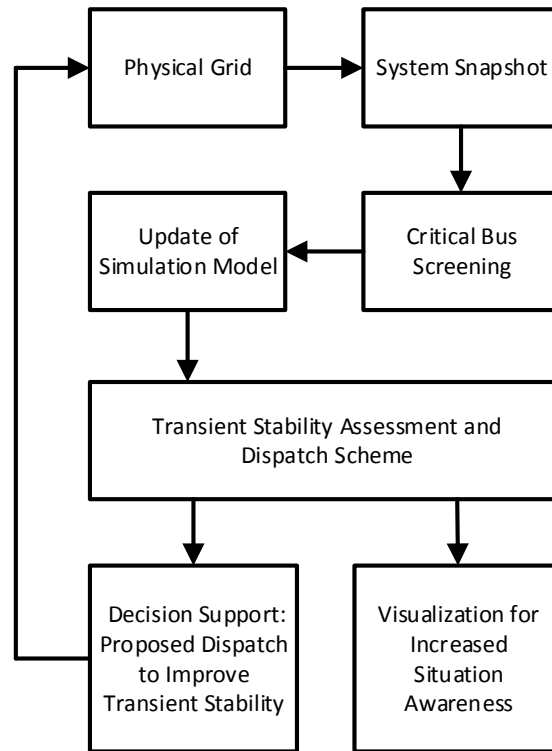 Physical Grid
System Snapshot
Update of
Simulation Model
Critical Bus
Screening
Transient Stability Assessment and
Dispatch Scheme
Decision Support:
Proposed Dispatch
to Improve
Transient Stability
Visualization for
Increased
Situation
Awareness